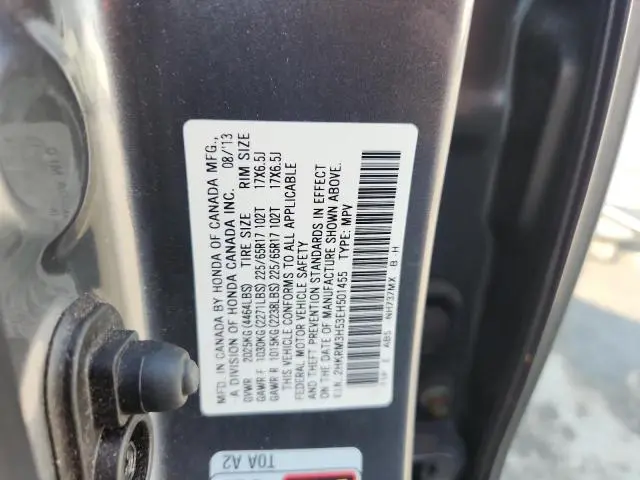 MFD. IN CANADA BY HONDA OF CANADA MFG.,
A DIVISION OF HONDA CANADA INC. 08/'13
GVWR 2025KG(4464LBS) TIRE SIZE RIM SIZE
GAWR F 1030KG(2271LBS)225/65R17 102T 17X6.5J
GAWR R 1015KG(2238LBS)225/65R17 102T 17X6.5J
THIS VEHICLE CONFORMS TO ALL APPLICABLE
FEDERAL MOTOR VEHICLE SAFETY
AND THEFT PREVENTION STANDARDS IN EFFECT
ON THE DATE OF MANUFACTURE SHOWN ABOVE.
2HKRM3H53EH501455 TYPE: MPV
E AB5 NH737MX B H
T0A A2